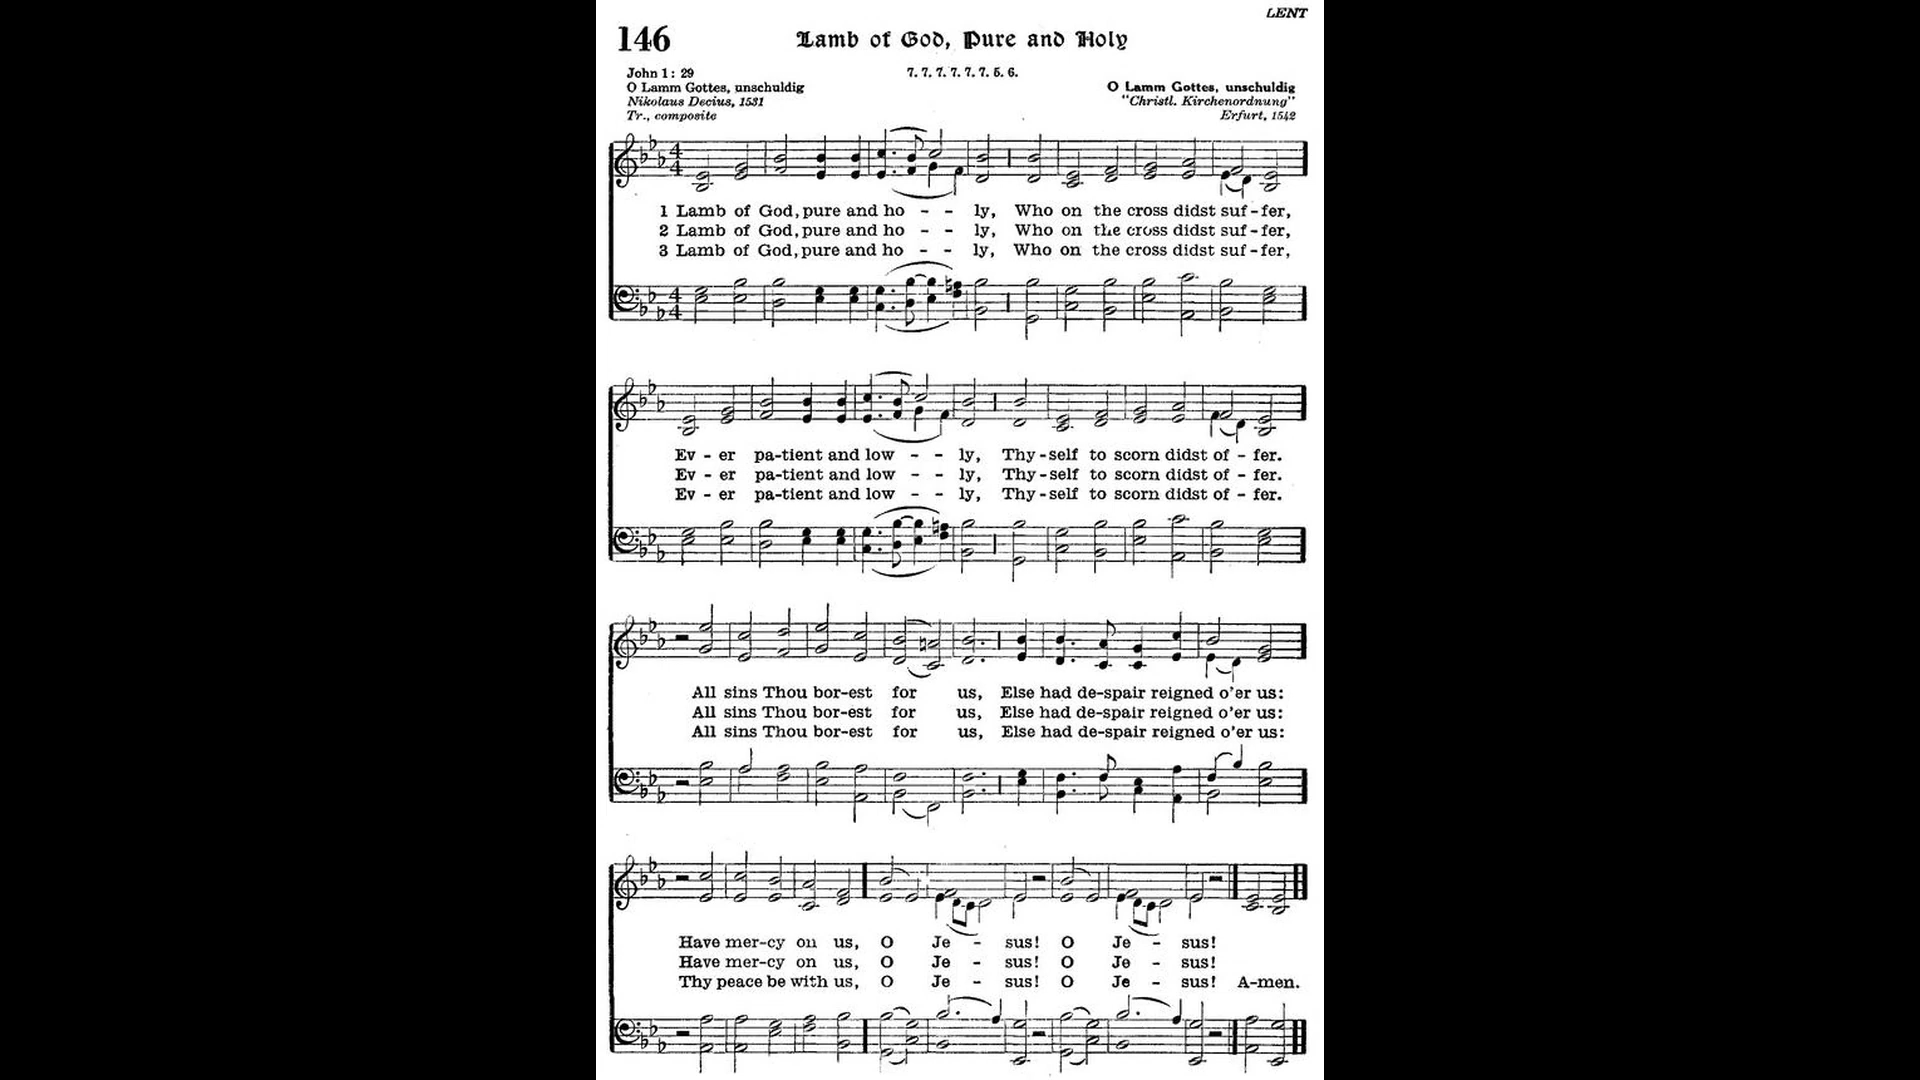 LENT
146
Lamb of God, Pure and Holy
John 1: 29
7. 7. 7. 7. 7. 7. 5. 6.
O Lamm Gottes, unschuldig
Nikolaus Decius, 1531
Tr., composite
O Lamm Gottes, unschuldig
"Christl. Kirchenordnung"
Erfurt, 1542
1 Lamb of God, pure and ho - - ly, Who on the cross didst suf - fer,
2 Lamb of God, pure and ho - - ly, Who on the cross didst suf - fer,
3 Lamb of God, pure and ho - - ly, Who on the cross didst suf - fer,
Ev - er pa-tient and low - - ly, Thy - self to scorn didst of - fer.
Ev - er pa-tient and low - - ly, Thy - self to scorn didst of - fer.
Ev - er pa-tient and low - - ly, Thy - self to scorn didst of - fer.
All sins Thou bor-est for us, Else had de-spair reigned o'er us:
All sins Thou bor-est for us, Else had de-spair reigned o'er us:
All sins Thou bor-est for us, Else had de-spair reigned o'er us:
Have mer-cy on us, O Je - sus! O Je - sus!
Have mer-cy on us, O Je - sus! O Je - sus!
Thy peace be with us, O Je - sus! O Je - sus! A-men.